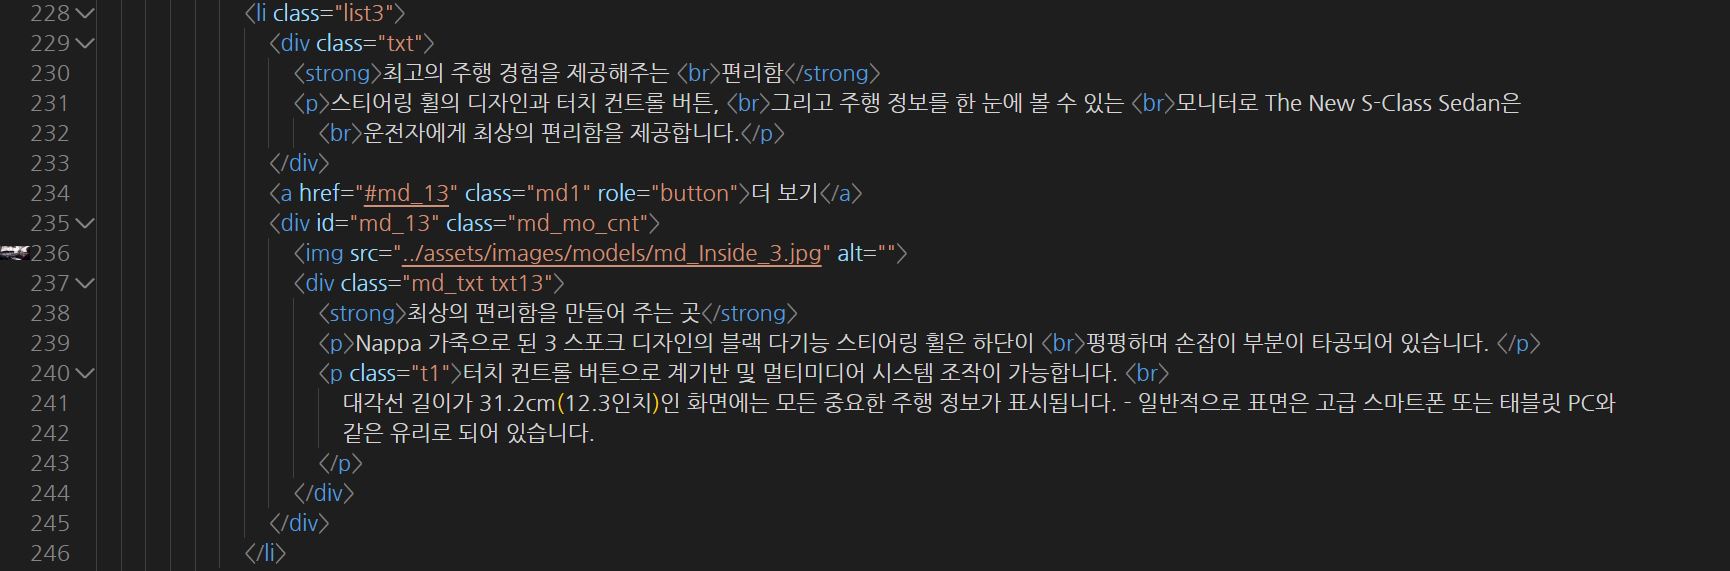 228 <li class="list3">
229 <div class="txt">
230 <strong>최고의 주행 경험을 제공해주는 <br>편리함</strong>
231 <p>스티어링 휠의 디자인과 터치 컨트롤 버튼, <br>그리고 주행 정보를 한 눈에 볼 수 있는 <br>모니터로 The New S-Class Sedan은
232 <br>운전자에게 최상의 편리함을 제공합니다.</p>
233 </div>
234 <a href="#md_13" class="md1" role="button">더 보기</a>
235 <div id="md_13" class="md_mo_cnt">
236 <img src="../assets/images/models/md_Inside_3.jpg" alt="">
237 <div class="md_txt txt13">
238 <strong>최상의 편리함을 만들어 주는 곳</strong>
239 <p>Nappa 가죽으로 된 3 스포크 디자인의 블랙 다기능 스티어링 휠은 하단이 <br>평평하며 손잡이 부분이 타공되어 있습니다. </p>
240 <p class="t1">터치 컨트롤 버튼으로 계기반 및 멀티미디어 시스템 조작이 가능합니다. <br>
241 대각선 길이가 31.2cm(12.3인치)인 화면에는 모든 중요한 주행 정보가 표시됩니다. - 일반적으로 표면은 고급 스마트폰 또는 태블릿 PC와
242 같은 유리로 되어 있습니다.
243 </p>
244 </div>
245 </div>
246 </li>